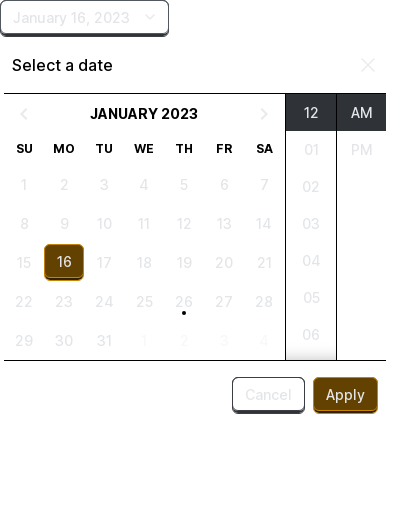 January 16, 2023
Select a date
JANUARY 2023
SU MO TU WE TH FR SA
1 2 3 4 5 6 7
8 9 10 11 12 13 14
15 16 17 18 19 20 21
22 23 24 25 26 27 28
29 30 31 1 2 3 4
12 AM
01 PM
02
03
04
05
06
Cancel Apply